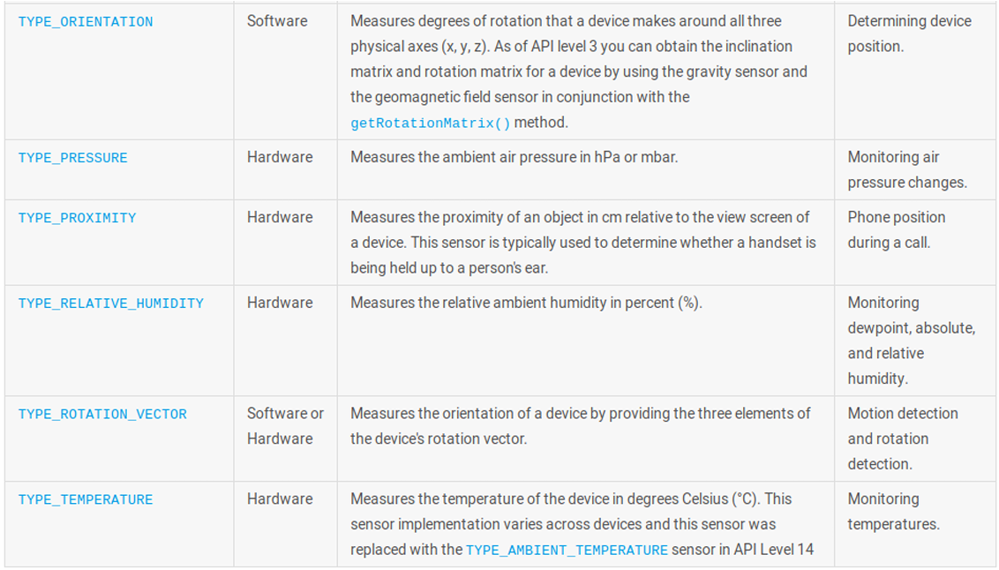 TYPE_ORIENTATION
Software
Measures degrees of rotation that a device makes around all three
physical axes (x, y, z). As of API level 3 you can obtain the inclination
matrix and rotation matrix for a device by using the gravity sensor and
the geomagnetic field sensor in conjunction with the
getRotationMatrix() method.
Determining device
position.
TYPE_PRESSURE
Hardware
Measures the ambient air pressure in hPa or mbar.
Monitoring air
pressure changes.
TYPE_PROXIMITY
Hardware
Measures the proximity of an object in cm relative to the view screen of
a device. This sensor is typically used to determine whether a handset is
being held up to a person's ear.
Phone position
during a call.
TYPE_RELATIVE_HUMIDITY
Hardware
Measures the relative ambient humidity in percent (%).
Monitoring
dewpoint, absolute,
and relative
humidity.
TYPE_ROTATION_VECTOR
Software or
Hardware
Measures the orientation of a device by providing the three elements of
the device's rotation vector.
Motion detection
and rotation
detection.
TYPE_TEMPERATURE
Hardware
Measures the temperature of the device in degrees Celsius (°C). This
sensor implementation varies across devices and this sensor was
replaced with the TYPE_AMBIENT_TEMPERATURE sensor in API Level 14
Monitoring
temperatures.